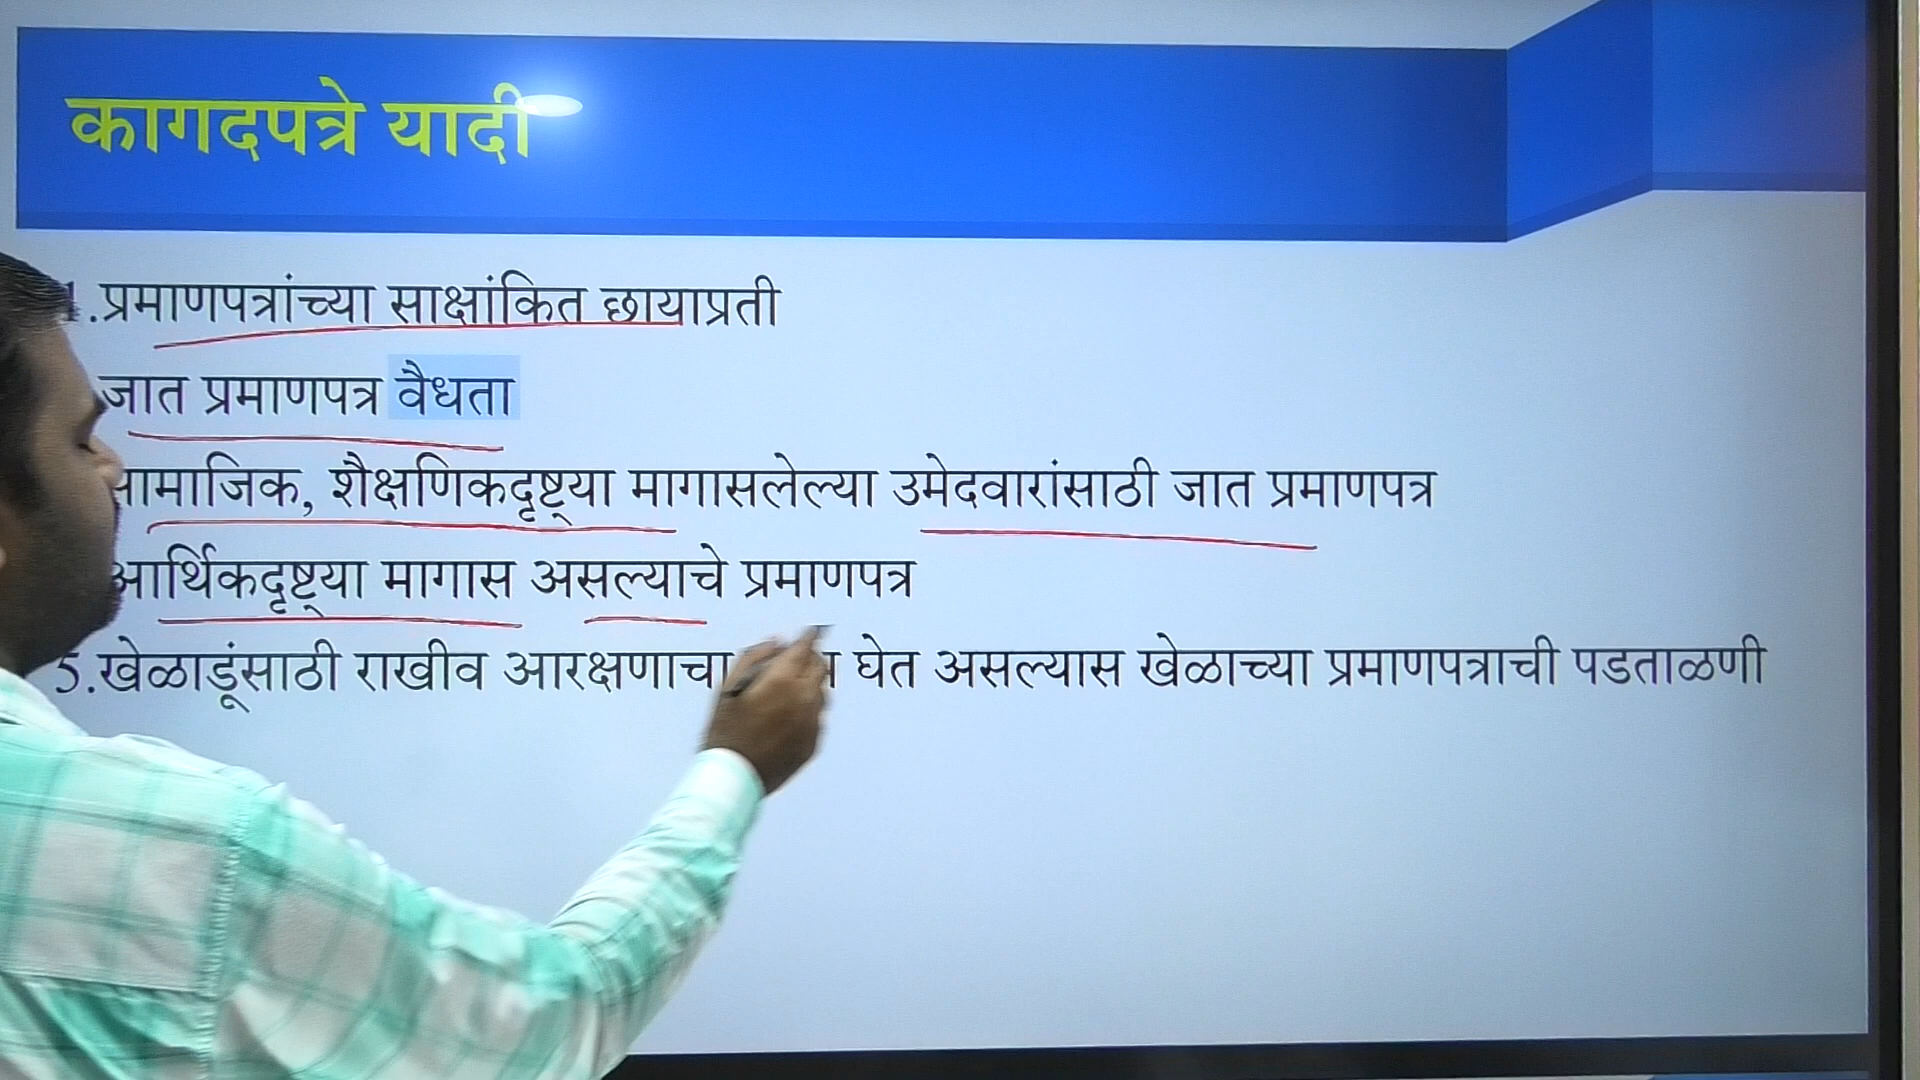 कागदपत्रे यादी
1.प्रमाणपत्रांच्या साक्षांकित छायाप्रती
जात प्रमाणपत्र वैधता
सामाजिक, शैक्षणिकदृष्ट्या मागासलेल्या उमेदवारांसाठी जात प्रमाणपत्र
आर्थिकदृष्ट्या मागास असल्याचे प्रमाणपत्र
5.खेळाडूंसाठी राखीव आरक्षणाचा घेत असल्यास खेळाच्या प्रमाणपत्राची पडताळणी